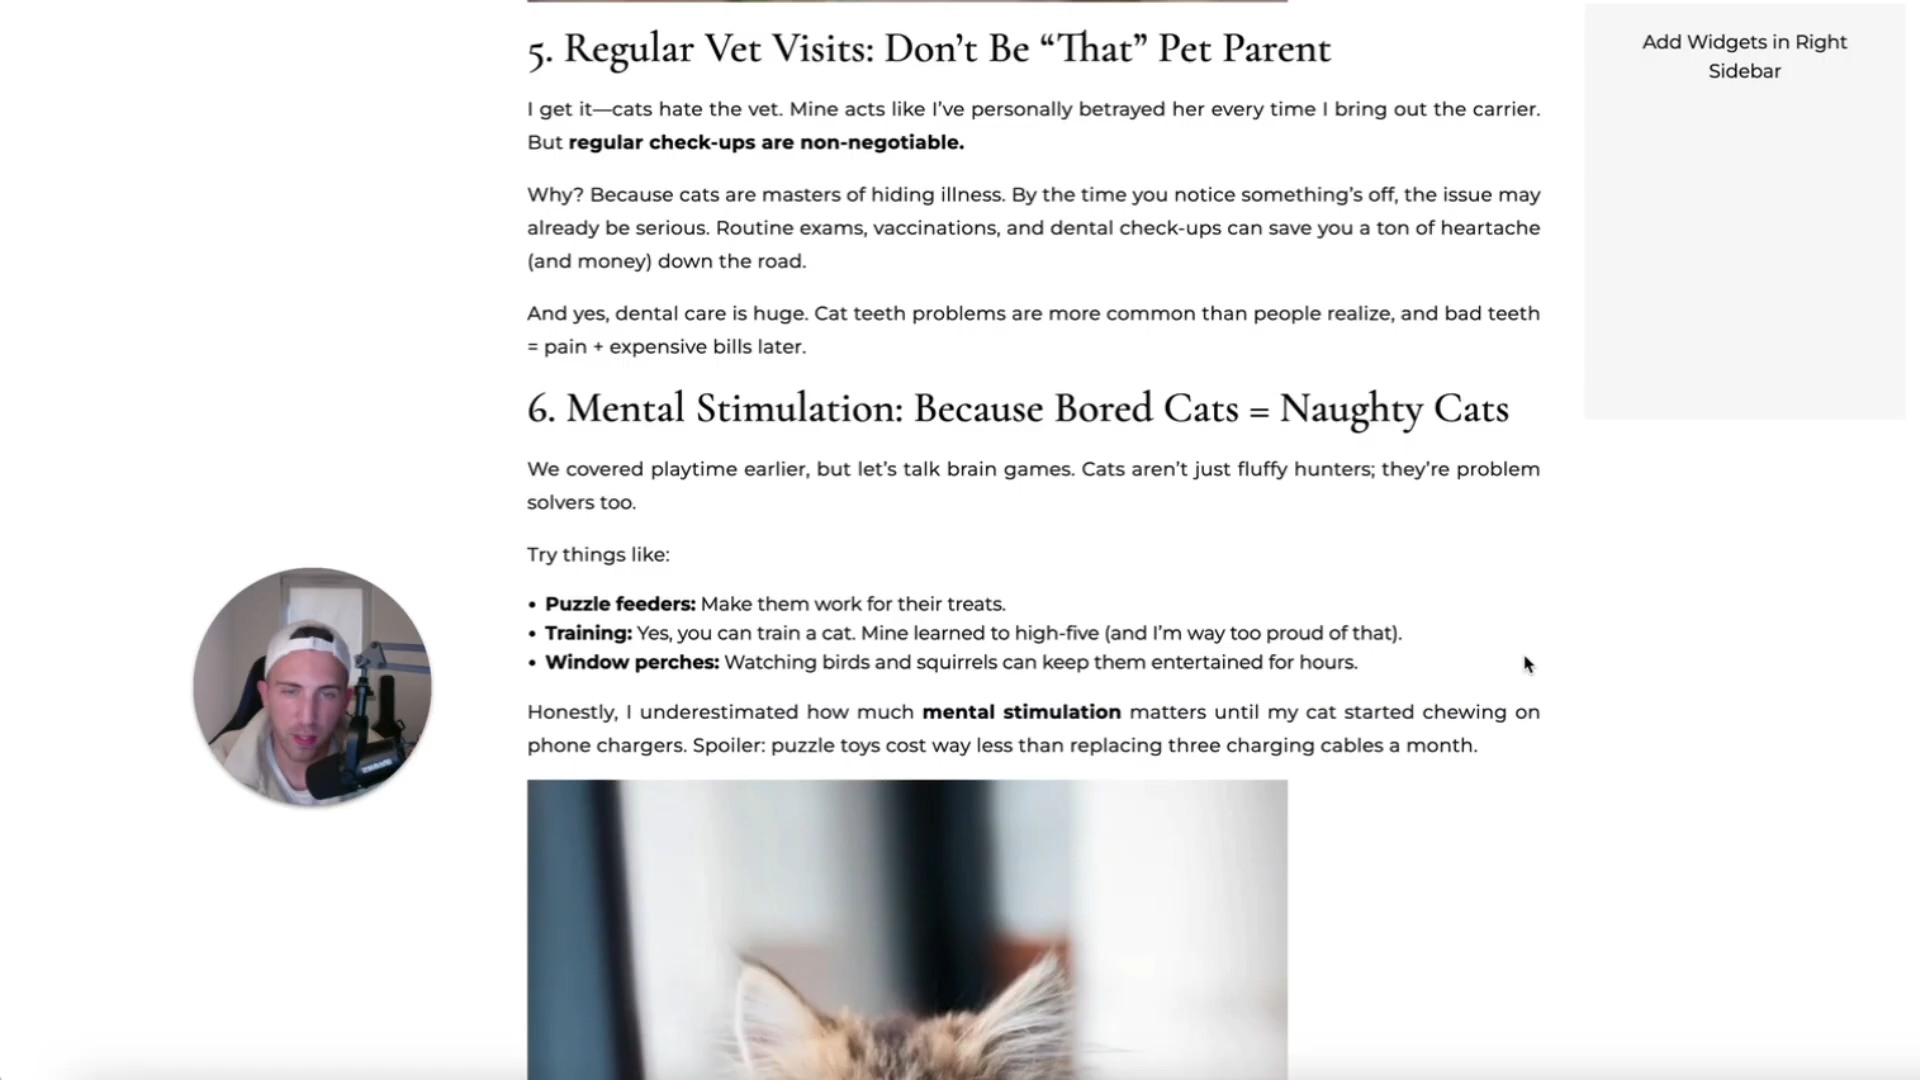 5. Regular Vet Visits: Don’t Be “That” Pet Parent
I get it—cats hate the vet. Mine acts like I’ve personally betrayed her every time I bring out the carrier.
But regular check-ups are non-negotiable.
Why? Because cats are masters of hiding illness. By the time you notice something’s off, the issue may
already be serious. Routine exams, vaccinations, and dental check-ups can save you a ton of heartache
(and money) down the road.
And yes, dental care is huge. Cat teeth problems are more common than people realize, and bad teeth
= pain + expensive bills later.
6. Mental Stimulation: Because Bored Cats = Naughty Cats
We covered playtime earlier, but let’s talk brain games. Cats aren’t just fluffy hunters; they’re problem
solvers too.
Try things like:
• Puzzle feeders: Make them work for their treats.
• Training: Yes, you can train a cat. Mine learned to high-five (and I’m way too proud of that).
• Window perches: Watching birds and squirrels can keep them entertained for hours.
Honestly, I underestimated how much mental stimulation matters until my cat started chewing on
phone chargers. Spoiler: puzzle toys cost way less than replacing three charging cables a month.
Add Widgets in Right
Sidebar